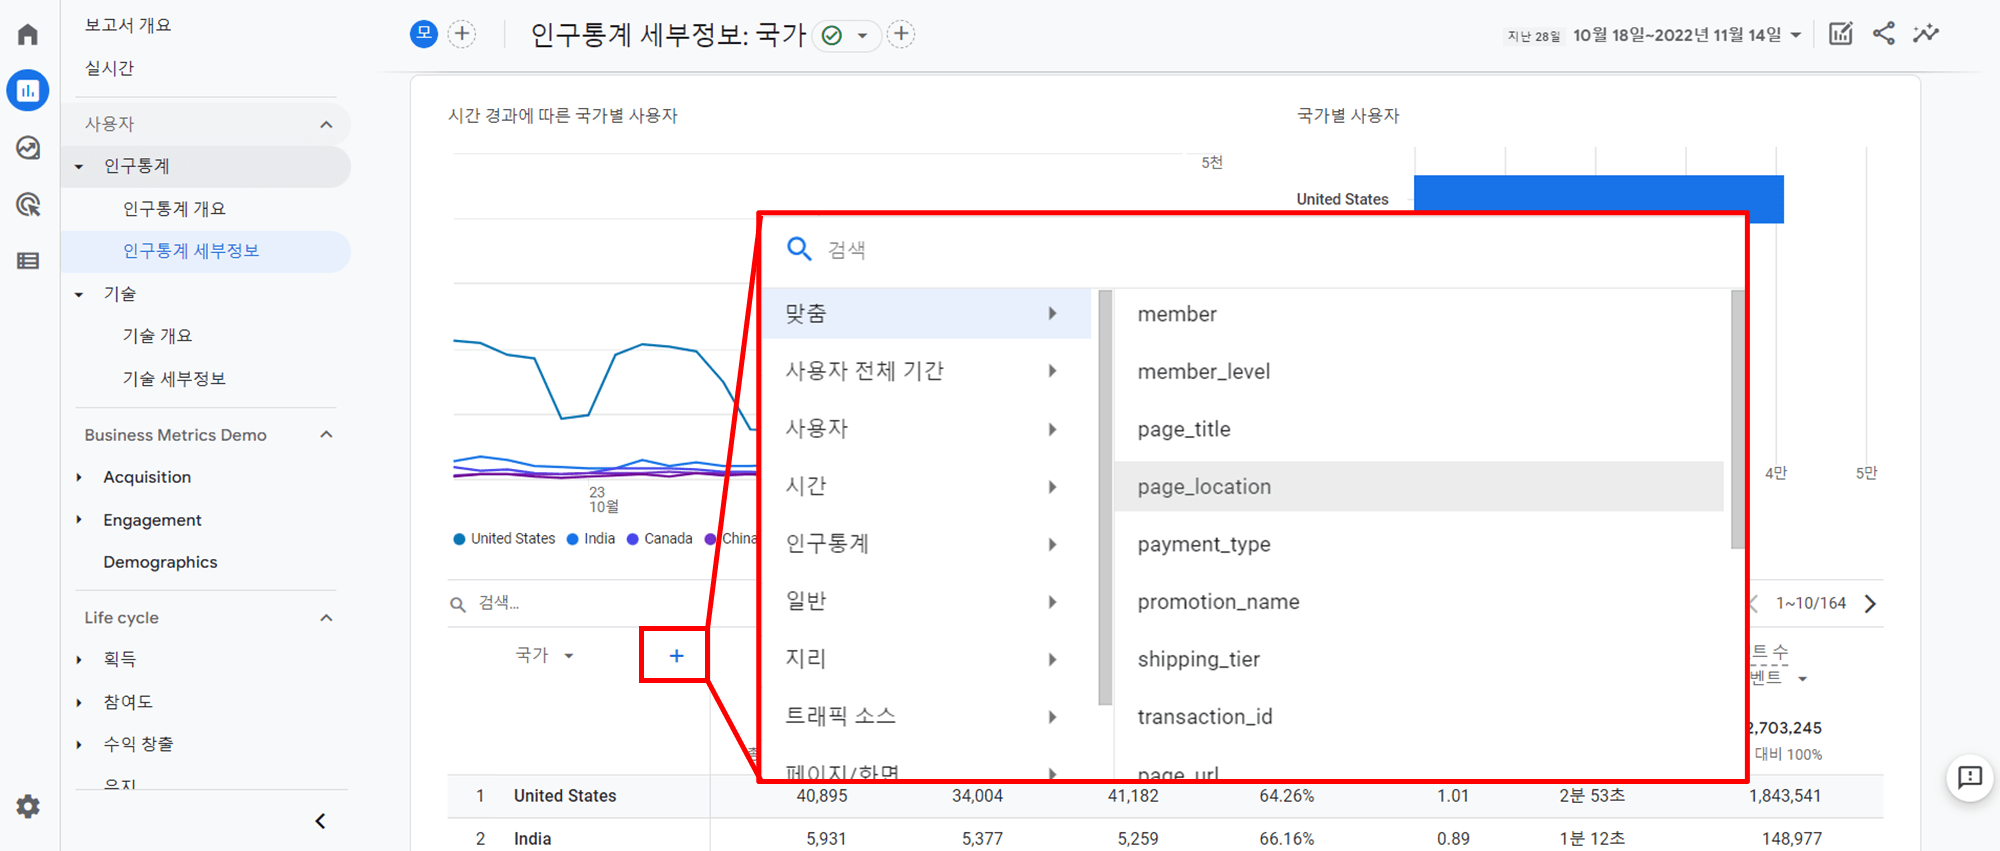 보고서 개요
실시간
사용자
인구통계
인구통계 개요
인구통계 세부정보
기술
기술 개요
기술 세부정보
Business Metrics Demo
Acquisition
Engagement
Demographics
Life cycle
획득
참여도
수익 창출
유지
모
인구통계 세부정보: 국가
지난 28일 10월 18일~2022년 11월 14일
시간 경과에 따른 국가별 사용자
5천
23
10월
United States India Canada China
국가별 사용자
United States
4만 5만
검색
맞춤
사용자 전체 기간
사용자
시간
인구통계
일반
지리
트래픽 소스
페이지/화면
member
member_level
page_title
page_location
payment_type
promotion_name
shipping_tier
transaction_id
page_url
검색...
1~10/164
국가 +
트 수
벤트
2,703,245
대비 100%
1 United States 40,895 34,004 41,182 64.26% 1.01 2분 53초 1,843,541
2 India 5,931 5,377 5,259 66.16% 0.89 1분 12초 148,977